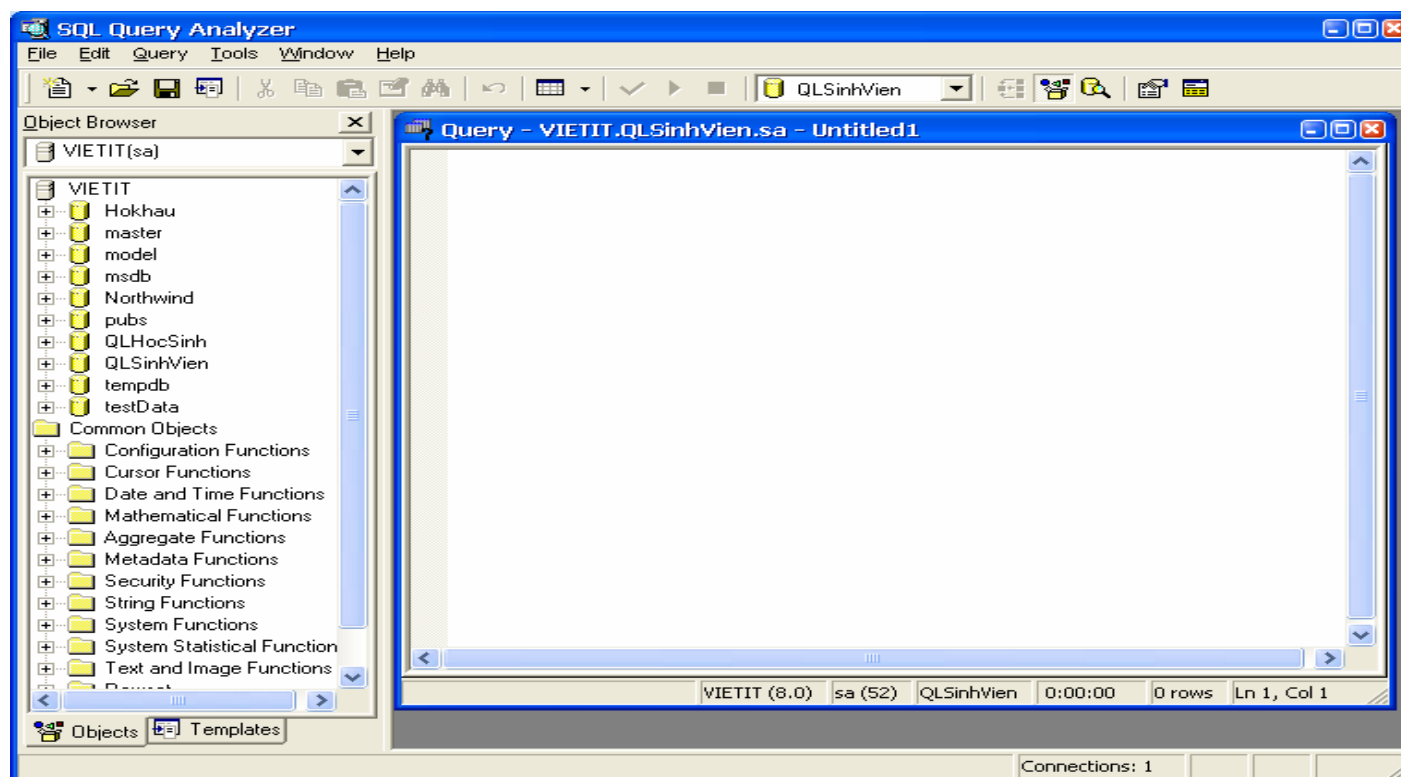 SQL Query Analyzer
File Edit Query Tools Window Help
QLSinhVien
Object Browser
VIETIT(sa)
VIETIT
Hokhau
master
model
msdb
Northwind
pubs
QLHocSinh
QLSinhVien
tempdb
testData
Common Objects
Configuration Functions
Cursor Functions
Date and Time Functions
Mathematical Functions
Aggregate Functions
Metadata Functions
Security Functions
String Functions
System Functions
System Statistical Function
Text and Image Functions
Objects Templates
Query - VIETIT.QLSinhVien.sa - Untitled1
VIETIT (8.0) sa (52) QLSinhVien 0:00:00 0 rows Ln 1, Col 1
Connections: 1